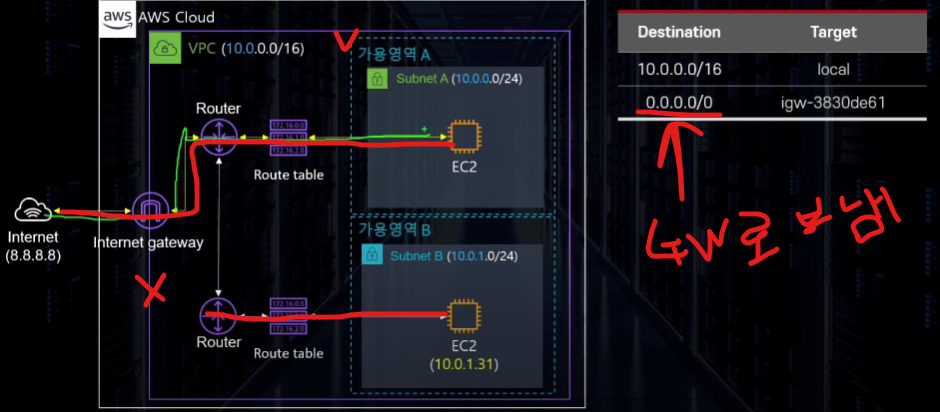 aws AWS Cloud
VPC (10.0.0.0/16)
가용영역 A
Subnet A (10.0.0.0/24)
Router
172.16.0.0
172.16.1.0
172.16.2.0
Route table
EC2
Internet
(8.8.8.8)
Internet gateway
가용영역 B
Subnet B (10.0.1.0/24)
Router
172.16.0.0
172.16.2.0
Route table
EC2
(10.0.1.31)
Destination Target
10.0.0.0/16 local
0.0.0.0/0 igw-3830de61
GW로 보냄